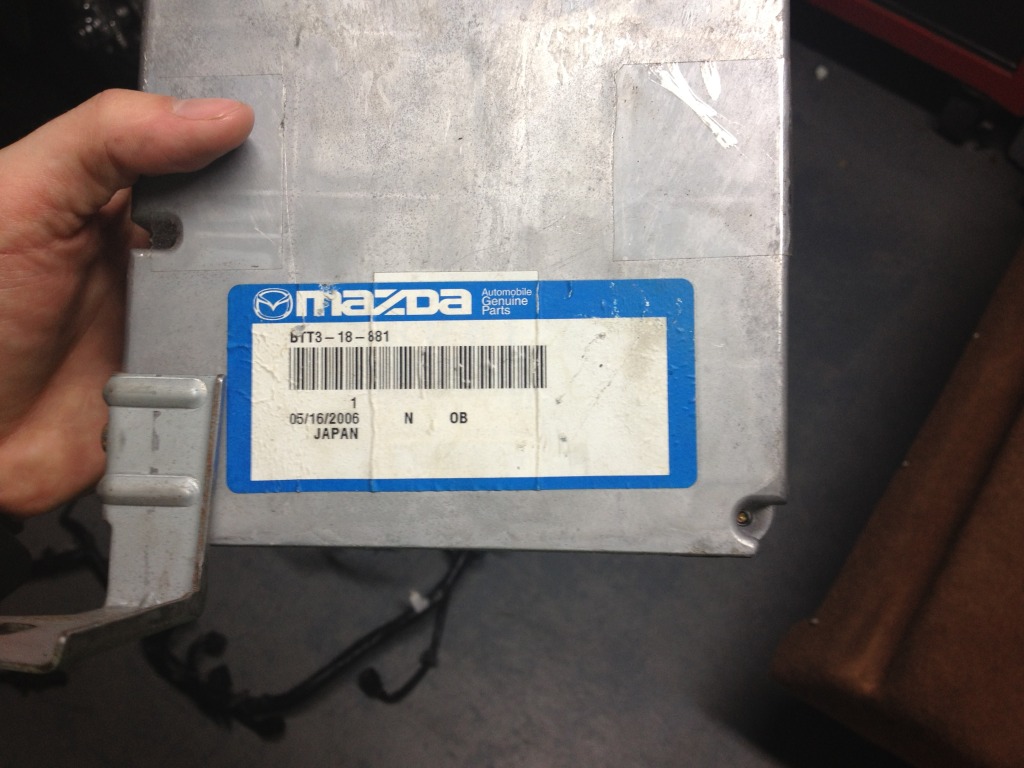 mazda Automobile
Genuine
Parts
BTT3-18-881
1
05/16/2006 N OB
JAPAN